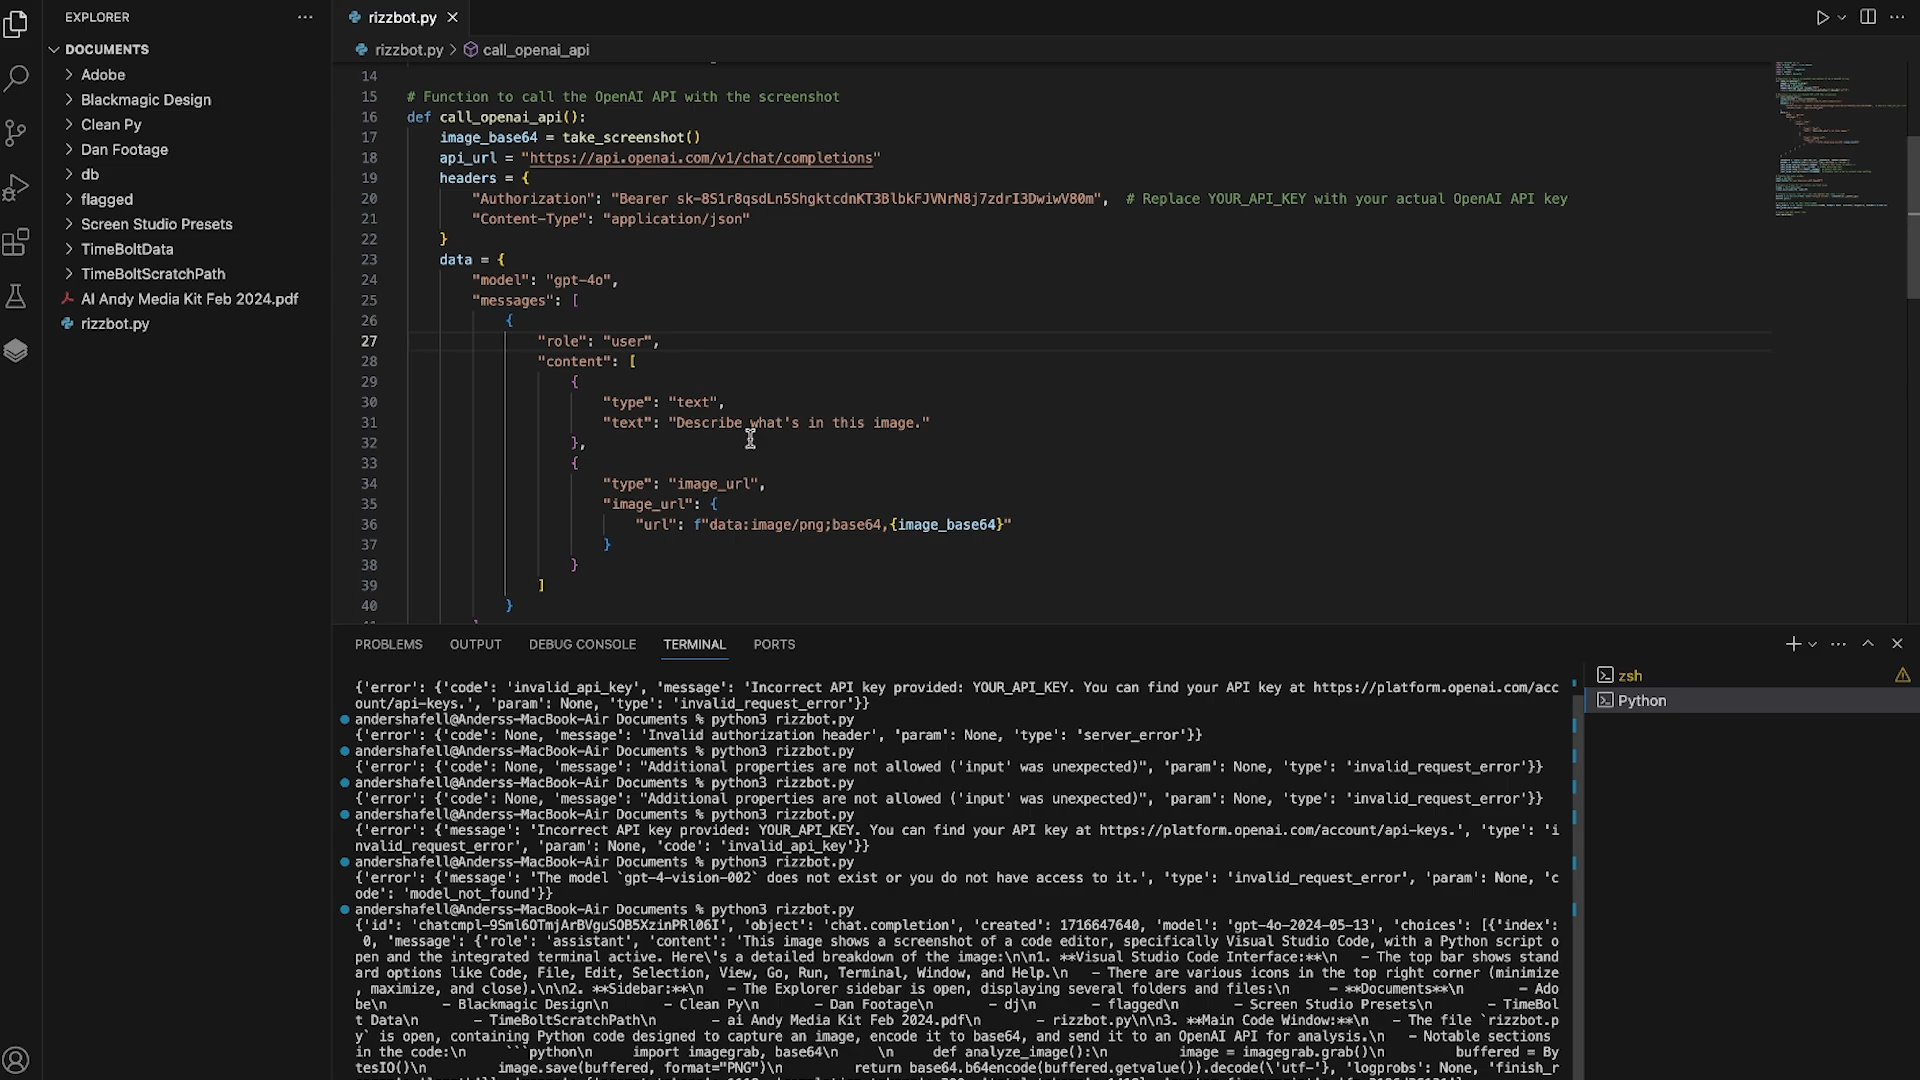 EXPLORER
DOCUMENTS
Adobe
Blackmagic Design
Clean Py
Dan Footage
db
flagged
Screen Studio Presets
TimeBoltData
TimeBoltScratchPath
AI Andy Media Kit Feb 2024.pdf
rizzbot.py
rizzbot.py
rizzbot.py > call_openai_api
14
15 # Function to call the OpenAI API with the screenshot
16 def call_openai_api():
17 image_base64 = take_screenshot()
18 api_url = "https://api.openai.com/v1/chat/completions"
19 headers = {
20 "Authorization": "Bearer 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", # Replace YOUR_API_KEY with your actual OpenAI API key
21 "Content-Type": "application/json"
22 }
23 data = {
24 "model": "gpt-4o",
25 "messages": [
26 {
27 "role": "user",
28 "content": [
29 {
30 "type": "text",
31 "text": "Describe what's in this image."
32 },
33 {
34 "type": "image_url",
35 "image_url": {
36 "url": f"data:image/png;base64,{image_base64}"
37 }
38 }
39 ]
40 }
PROBLEMS OUTPUT DEBUG CONSOLE TERMINAL PORTS
zsh
Python
{'error': {'code': 'invalid_api_key', 'message': 'Incorrect API key provided: YOUR_API_KEY. You can find your API key at https://platform.openai.com/acc
ount/api-keys.', 'param': None, 'type': 'invalid_request_error'}}
andershafell@Anderss-MacBook-Air Documents % python3 rizzbot.py
{'error': {'code': None, 'message': 'Invalid authorization header', 'param': None, 'type': 'server_error'}}
andershafell@Anderss-MacBook-Air Documents % python3 rizzbot.py
{'error': {'code': None, 'message': "Additional properties are not allowed ('input' was unexpected)", 'param': None, 'type': 'invalid_request_error'}}
andershafell@Anderss-MacBook-Air Documents % python3 rizzbot.py
{'error': {'code': None, 'message': "Additional properties are not allowed ('input' was unexpected)", 'param': None, 'type': 'invalid_request_error'}}
andershafell@Anderss-MacBook-Air Documents % python3 rizzbot.py
{'error': {'message': 'Incorrect API key provided: YOUR_API_KEY. You can find your API key at https://platform.openai.com/account/api-keys.', 'type': 'i
nvalid_request_error', 'param': None, 'code': 'invalid_api_key'}}
andershafell@Anderss-MacBook-Air Documents % python3 rizzbot.py
{'error': {'message': 'The model `gpt-4-vision-002` does not exist or you do not have access to it.', 'type': 'invalid_request_error', 'param': None, 'c
ode': 'model_not_found'}}
andershafell@Anderss-MacBook-Air Documents % python3 rizzbot.py
{'id': 'chatcmpl-9Sml6OTmjArBVguSOB5XzinPRl06I', 'object': 'chat.completion', 'created': 1716647640, 'model': 'gpt-4o-2024-05-13', 'choices': [{'index':
0, 'message': {'role': 'assistant', 'content': 'This image shows a screenshot of a code editor, specifically Visual Studio Code, with a Python script o
pen and the integrated terminal active. Here\'s a detailed breakdown of the image:\n\n1. **Visual Studio Code Interface:**\n - The top bar shows stand
ard options like Code, File, Edit, Selection, View, Go, Run, Terminal, Window, and Help.\n - There are various icons in the top right corner (minimize
, maximize, and close).\n\n2. **Sidebar:**\n - The Explorer sidebar is open, displaying several folders and files:\n - **Documents**\n - Ado
be\n - Blackmagic Design\n - Clean Py\n - Dan Footage\n - dj\n - flagged\n - Screen Studio Presets\n - TimeBol
t Data\n - TimeBoltScratchPath\n - ai Andy Media Kit Feb 2024.pdf\n - rizzbot.py\n\n3. **Main Code Window:**\n - The file `rizzbot.p
y` is open, containing Python code designed to capture an image, encode it to base64, and send it to an OpenAI API for analysis.\n - Notable sections
in the code:\n ```python\n import imagegrab, base64\n \n def analyze_image():\n image = imagegrab.grab()\n buffered = By
tesIO()\n image.save(buffered, format="PNG")\n return base64.b64encode(buffered.getvalue()).decode(\'utf-', 'logprobs': None, 'finish_r